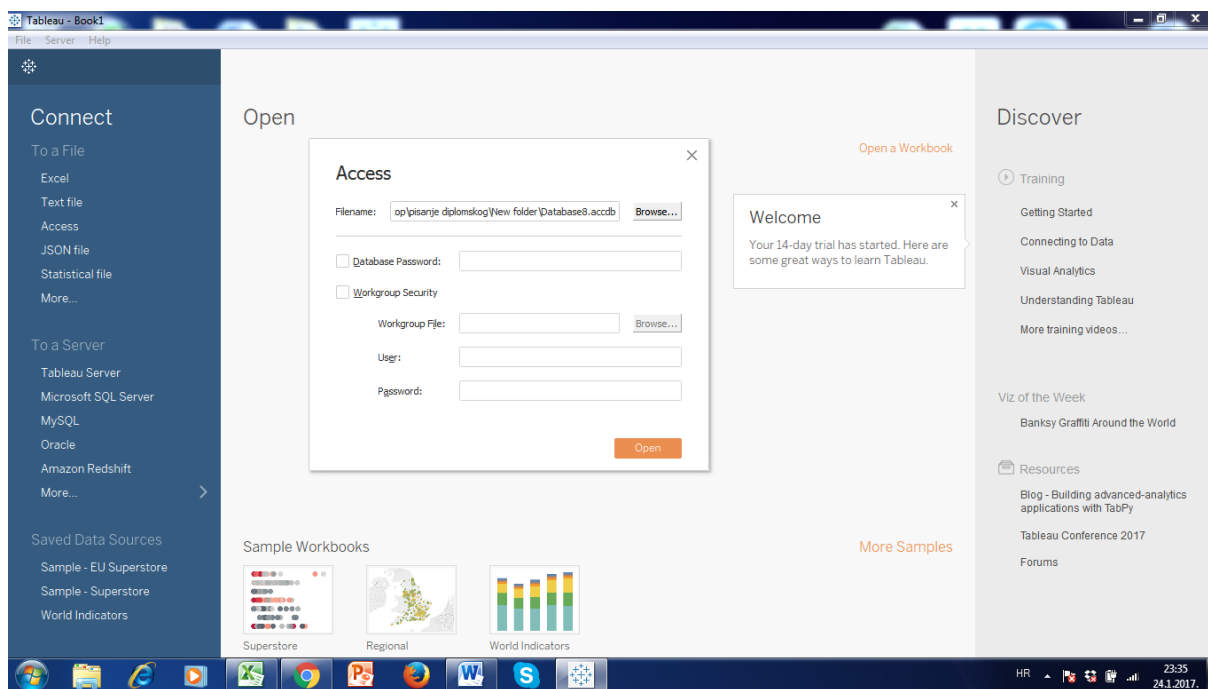 Tableau - Book1
File Server Help
Connect
To a File
Excel
Text file
Access
JSON file
Statistical file
More...
To a Server
Tableau Server
Microsoft SQL Server
MySQL
Oracle
Amazon Redshift
More...
Saved Data Sources
Sample - EU Superstore
Sample - Superstore
World Indicators
Open
Open a Workbook
Access
Filename: op\pisanje diplomskog\New folder\Database8.accdb Browse...
Database Password:
Workgroup Security
Workgroup File: Browse...
User:
Password:
Open
Welcome
Your 14-day trial has started. Here are
some great ways to learn Tableau.
Sample Workbooks
More Samples
Superstore
Regional
World Indicators
Discover
Training
Getting Started
Connecting to Data
Visual Analytics
Understanding Tableau
More training videos...
Viz of the Week
Banksy Graffiti Around the World
Resources
Blog - Building advanced-analytics
applications with TabPy
Tableau Conference 2017
Forums
HR
23:35
24.1.2017.